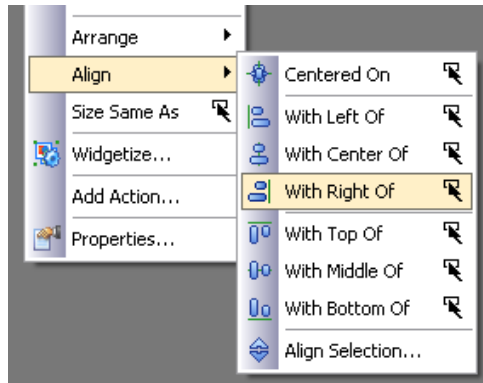 Arrange
Align
Size Same As
Widgetize...
Add Action...
Properties...
Centered On
With Left Of
With Center Of
With Right Of
With Top Of
With Middle Of
With Bottom Of
Align Selection...